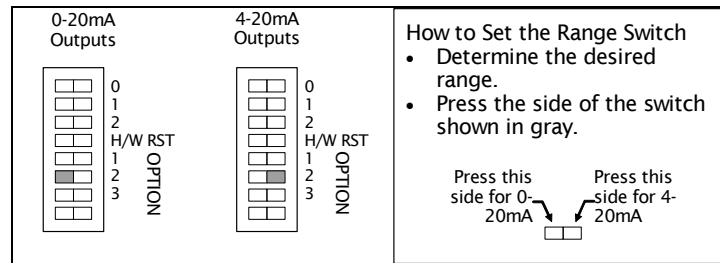 0-20mA
Outputs
0
1
2
H/W RST
1
2
3
OPTION
4-20mA
Outputs
0
1
2
H/W RST
1
2
3
OPTION
How to Set the Range Switch
• Determine the desired
range.
• Press the side of the switch
shown in gray.
Press this
side for 0-
20mA
Press this
side for 4-
20mA